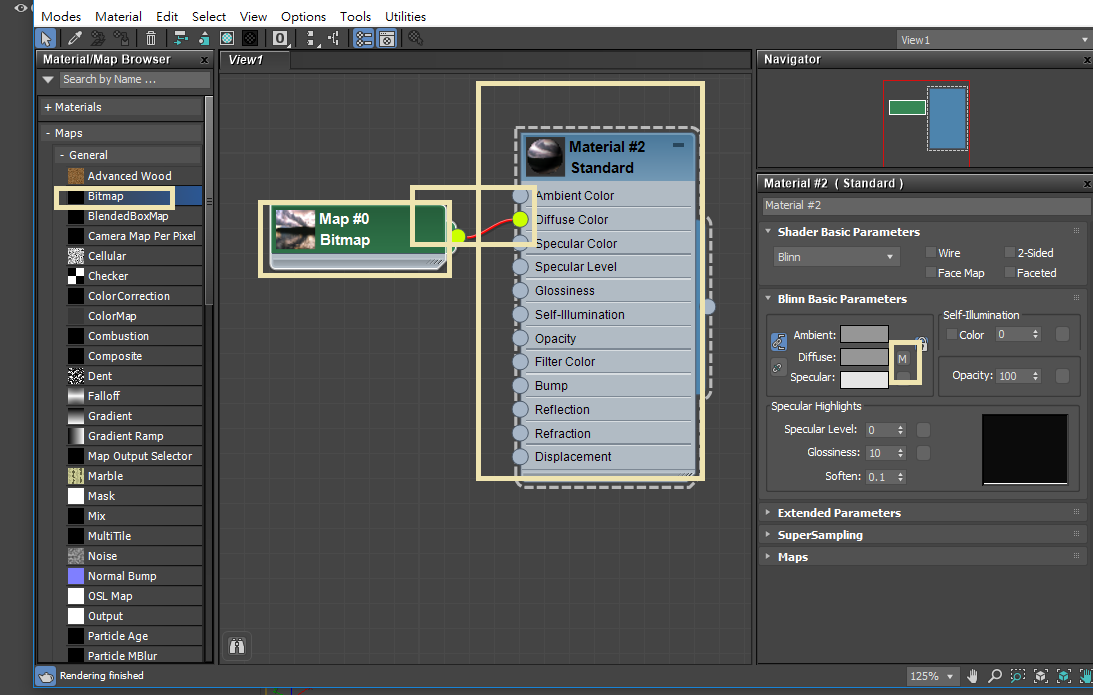 Modes Material Edit Select View Options Tools Utilities
View1
Material/Map Browser
Search by Name ...
+ Materials
- Maps
- General
Advanced Wood
Bitmap
BlendedBoxMap
Camera Map Per Pixel
Cellular
Checker
ColorCorrection
ColorMap
Combustion
Composite
Dent
Falloff
Gradient
Gradient Ramp
Map Output Selector
Marble
Mask
Mix
MultiTile
Noise
Normal Bump
OSL Map
Output
Particle Age
Particle MBlur
Rendering finished
View1
Map #0
Bitmap
Material #2
Standard
Ambient Color
Diffuse Color
Specular Color
Specular Level
Glossiness
Self-Illumination
Opacity
Filter Color
Bump
Reflection
Refraction
Displacement
Navigator
Material #2 ( Standard )
Material #2
Shader Basic Parameters
Blinn
Wire
2-Sided
Face Map
Faceted
Blinn Basic Parameters
Ambient:
Diffuse:
M
Specular:
Self-Illumination
Color 0
Opacity: 100
Specular Highlights
Specular Level: 0
Glossiness: 10
Soften: 0.1
Extended Parameters
SuperSampling
Maps
125%